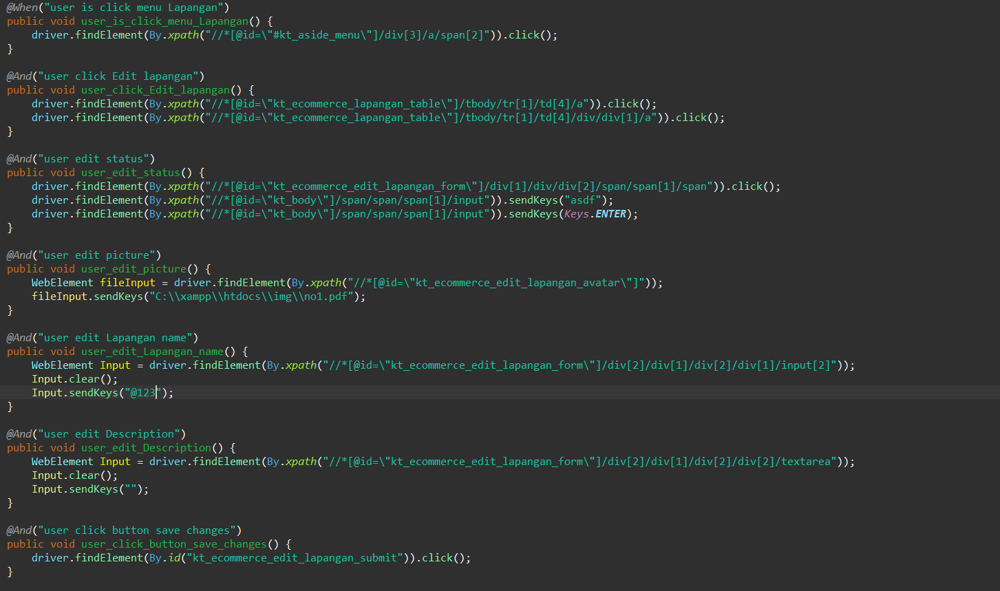 @When("user is click menu Lapangan")
public void user_is_click_menu_Lapangan() {
    driver.findElement(By.xpath("//*[@id=\"#kt_aside_menu\"]/div[3]/a/span[2]")).click();
}
@And("user click Edit lapangan")
public void user_click_Edit_lapangan() {
    driver.findElement(By.xpath("//*[@id=\"kt_ecommerce_lapangan_table\"]/tbody/tr[1]/td[4]/a")).click();
    driver.findElement(By.xpath("//*[@id=\"kt_ecommerce_lapangan_table\"]/tbody/tr[1]/td[4]/div/div[1]/a")).click();
}
@And("user edit status")
public void user_edit_status() {
    driver.findElement(By.xpath("//*[@id=\"kt_ecommerce_edit_lapangan_form\"]/div[1]/div/div[2]/span/span[1]/span")).click();
    driver.findElement(By.xpath("//*[@id=\"kt_body\"]/span/span/span[1]/input")).sendKeys("asdf");
    driver.findElement(By.xpath("//*[@id=\"kt_body\"]/span/span/span[1]/input")).sendKeys(Keys.ENTER);
}
@And("user edit picture")
public void user_edit_picture() {
    WebElement fileInput = driver.findElement(By.xpath("//*[@id=\"kt_ecommerce_edit_lapangan_avatar\"]"));
    fileInput.sendKeys("C:\\xampp\\htdocs\\img\\no1.pdf");
}
@And("user edit Lapangan name")
public void user_edit_Lapangan_name() {
    WebElement Input = driver.findElement(By.xpath("//*[@id=\"kt_ecommerce_edit_lapangan_form\"]/div[2]/div[1]/div[2]/div[1]/input[2]"));
    Input.clear();
    Input.sendKeys("@123");
}
@And("user edit Description")
public void user_edit_Description() {
    WebElement Input = driver.findElement(By.xpath("//*[@id=\"kt_ecommerce_edit_lapangan_form\"]/div[2]/div[1]/div[2]/div[2]/textarea"));
    Input.clear();
    Input.sendKeys("");
}
@And("user click button save changes")
public void user_click_button_save_changes() {
    driver.findElement(By.id("kt_ecommerce_edit_lapangan_submit")).click();
}